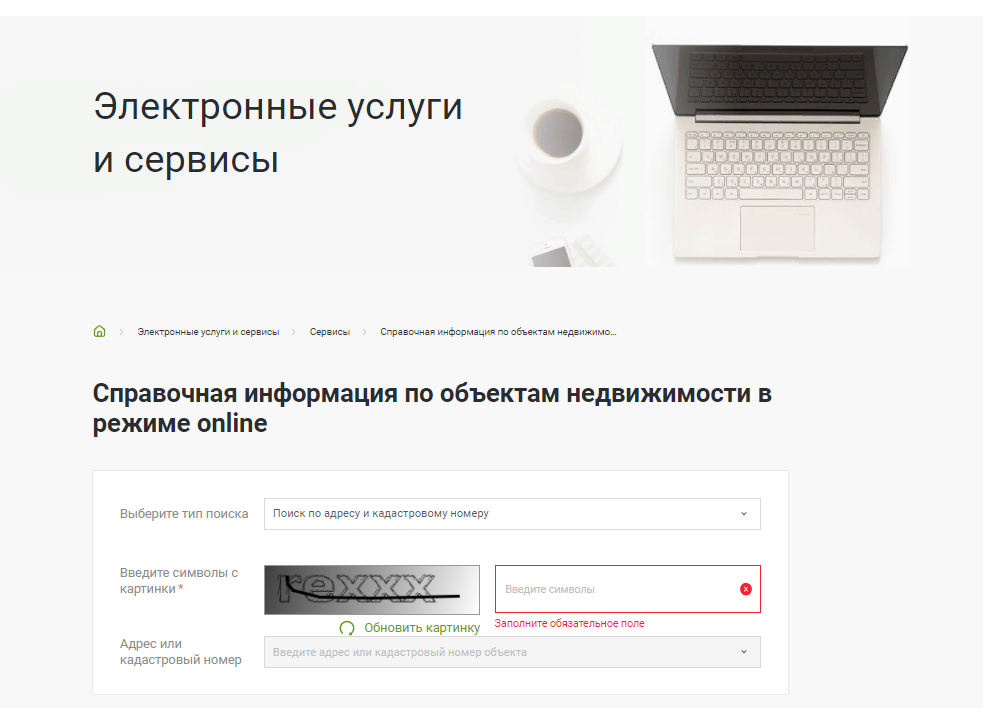 Электронные услуги
и сервисы
Электронные услуги и сервисы
Сервисы
Справочная информация по объектам недвижимо...
Справочная информация по объектам недвижимости в
режиме online
Выберите тип поиска
Поиск по адресу и кадастровому номеру
Введите символы с
картинки *
rexxx
Введите символы
Обновить картинку
Заполните обязательное поле
Адрес или
кадастровый номер
Введите адрес или кадастровый номер объекта